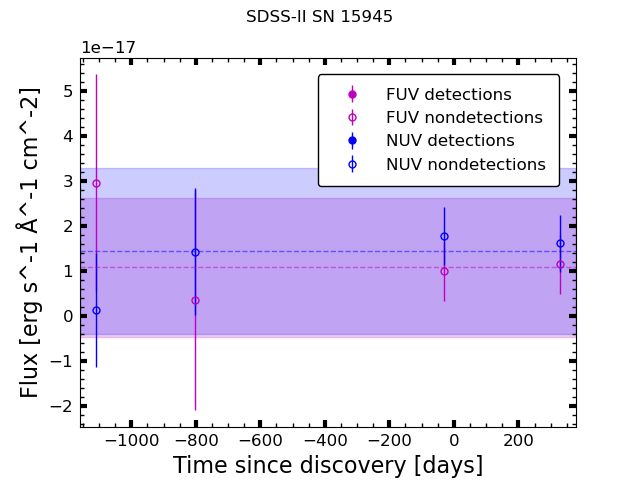 SDSS-II SN 15945
1e−17
FUV detections
FUV nondetections
NUV detections
NUV nondetections
5
4
3
2
1
0
−1
−2
Flux [erg s^-1 Å^-1 cm^-2]
−1000 −800 −600 −400 −200 0 200
Time since discovery [days]